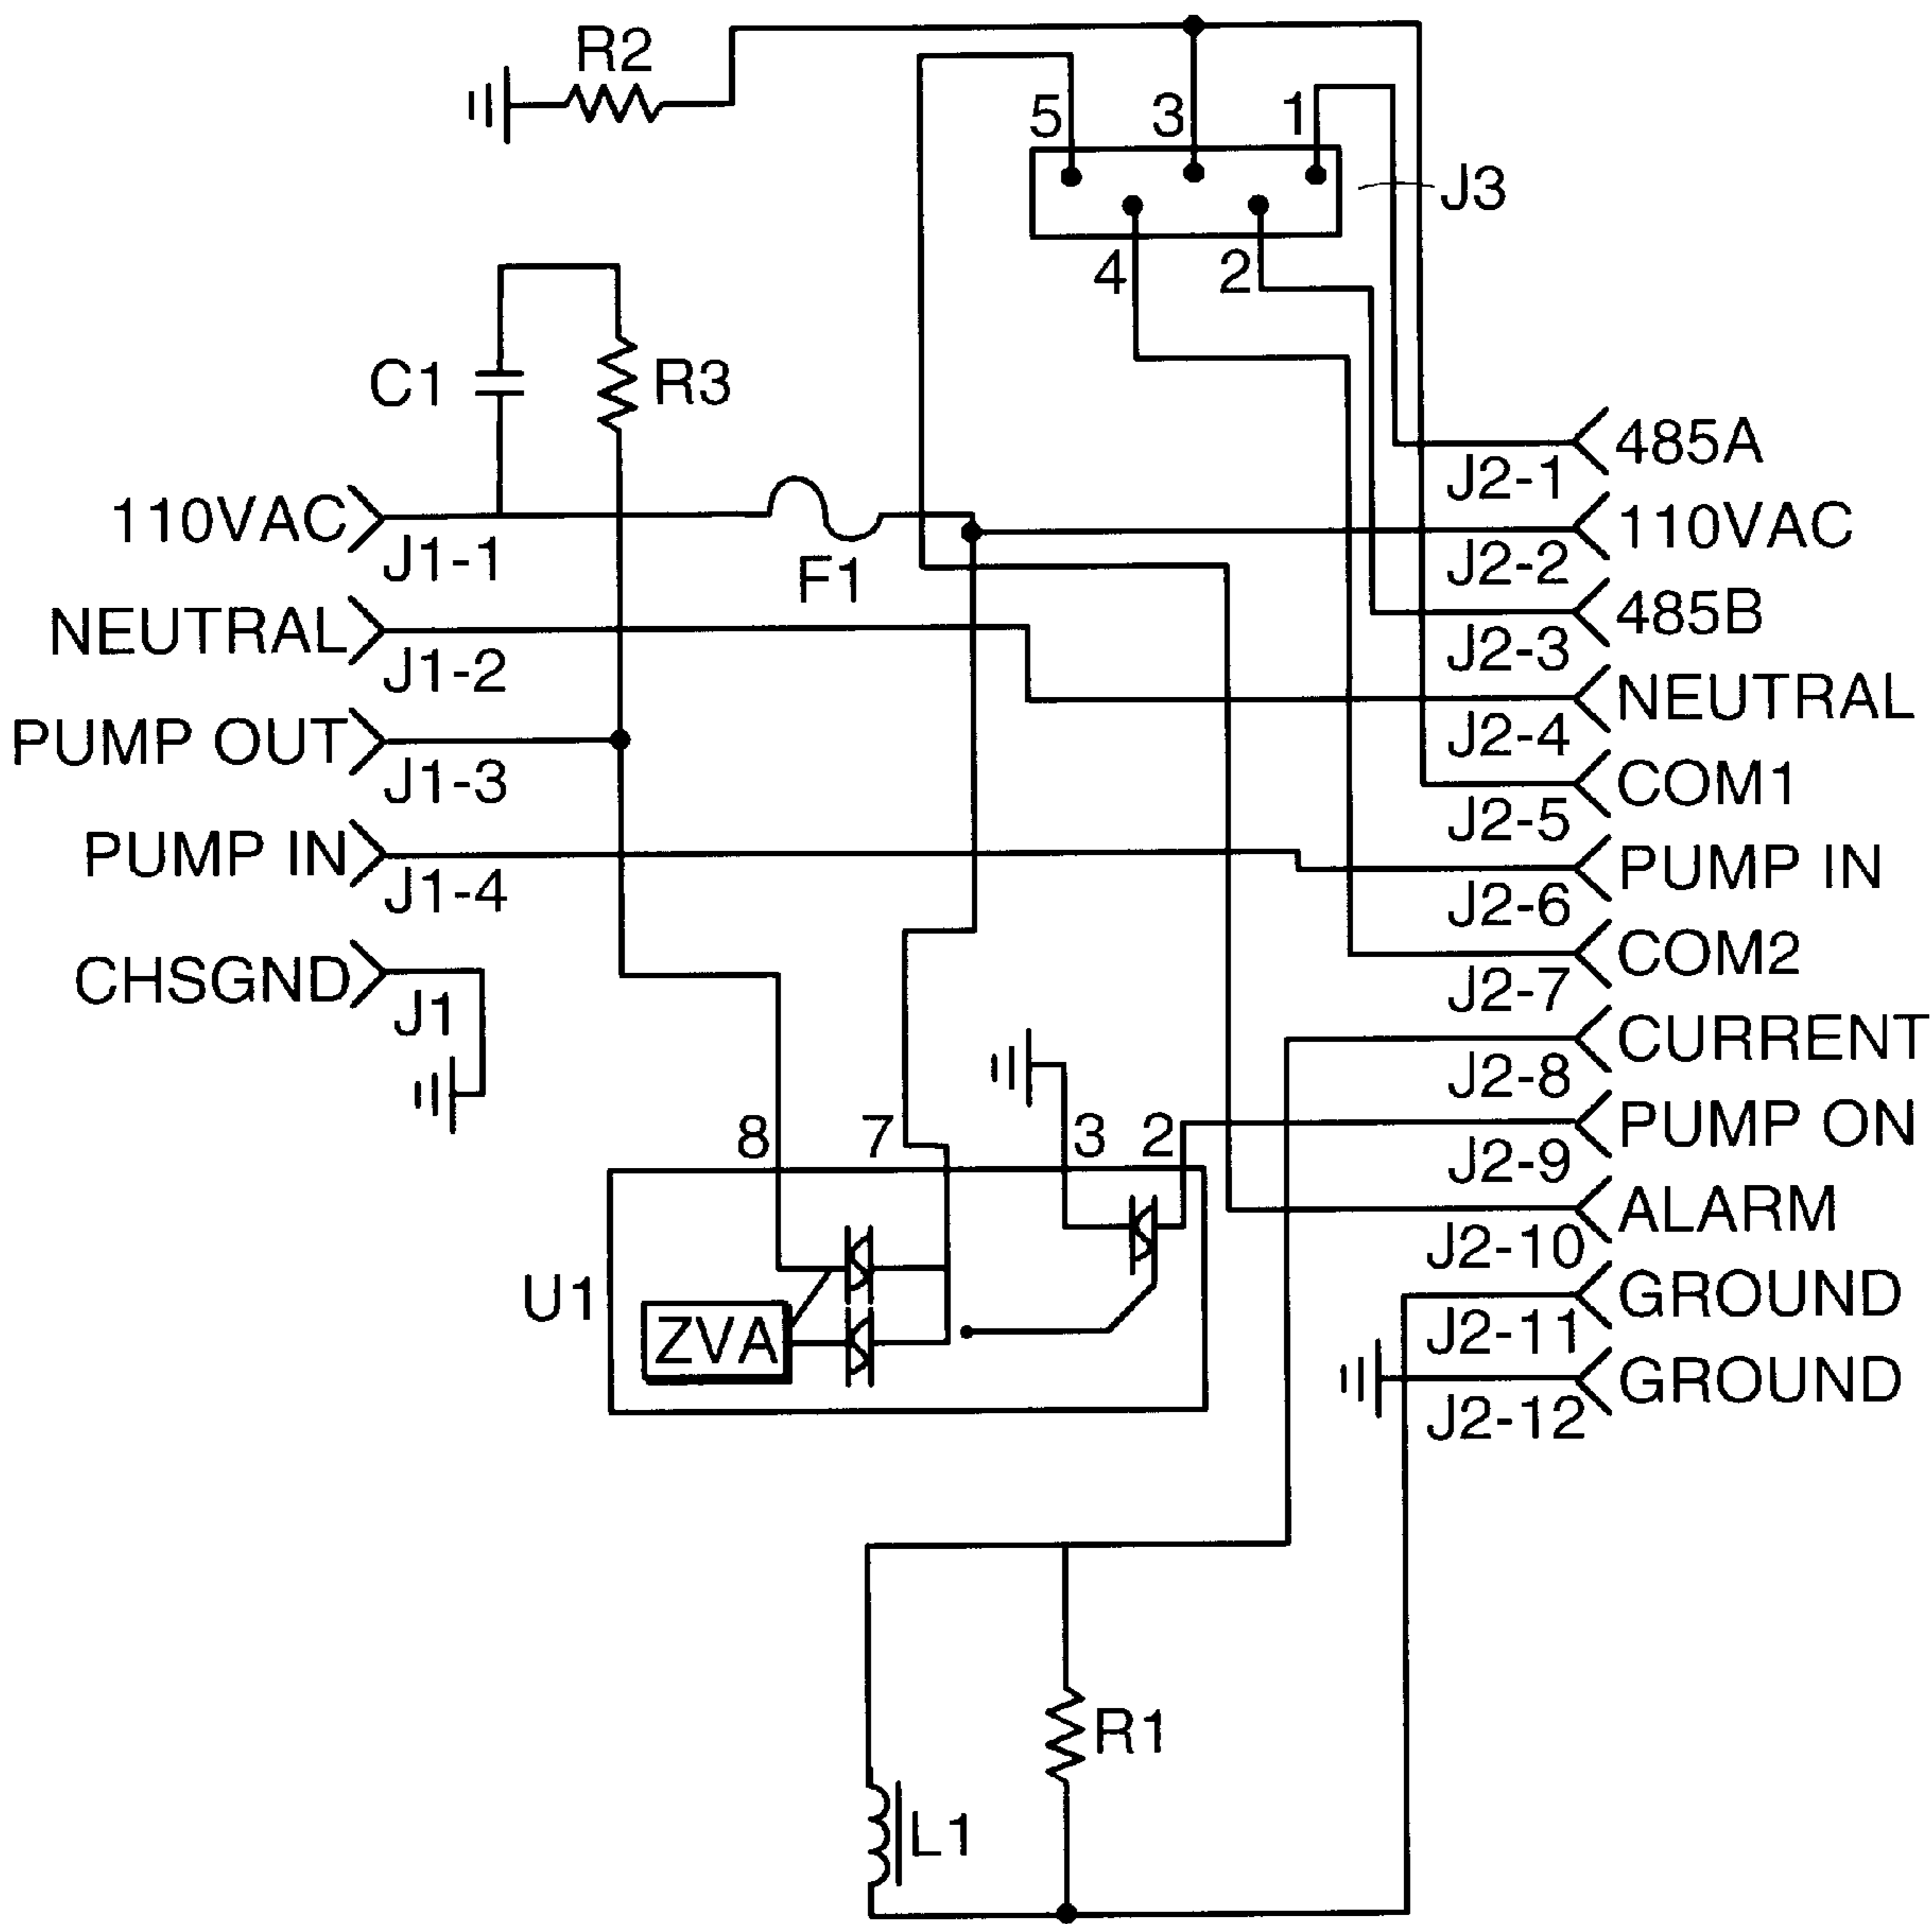 R2
5
3
1
J3
4
2
C1
R3
485A
J2-1
110VAC
J1-1
F1
110VAC
J2-2
485B
J2-3
NEUTRAL
J1-2
NEUTRAL
J2-4
PUMP OUT
J1-3
COM1
J2-5
PUMP IN
J1-4
PUMP IN
J2-6
CHSGND
J1
COM2
J2-7
CURRENT
J2-8
8
7
3
2
PUMP ON
J2-9
ALARM
J2-10
U1
ZVA
GROUND
J2-11
GROUND
J2-12
R1
L1